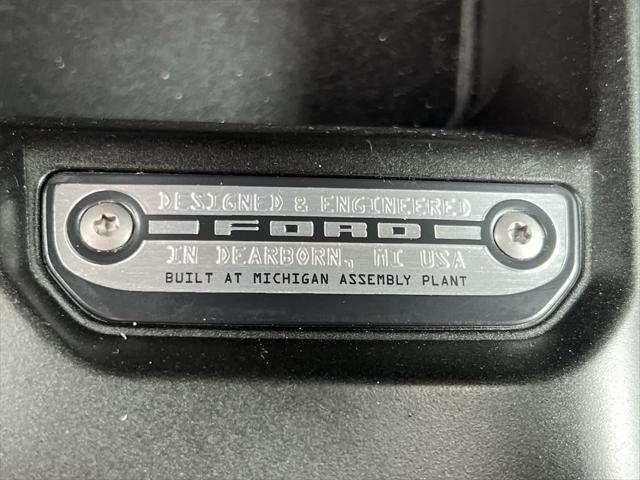 DESIGNED & ENGINEERED
FORD
IN DEARBORN, MI USA
BUILT AT MICHIGAN ASSEMBLY PLANT